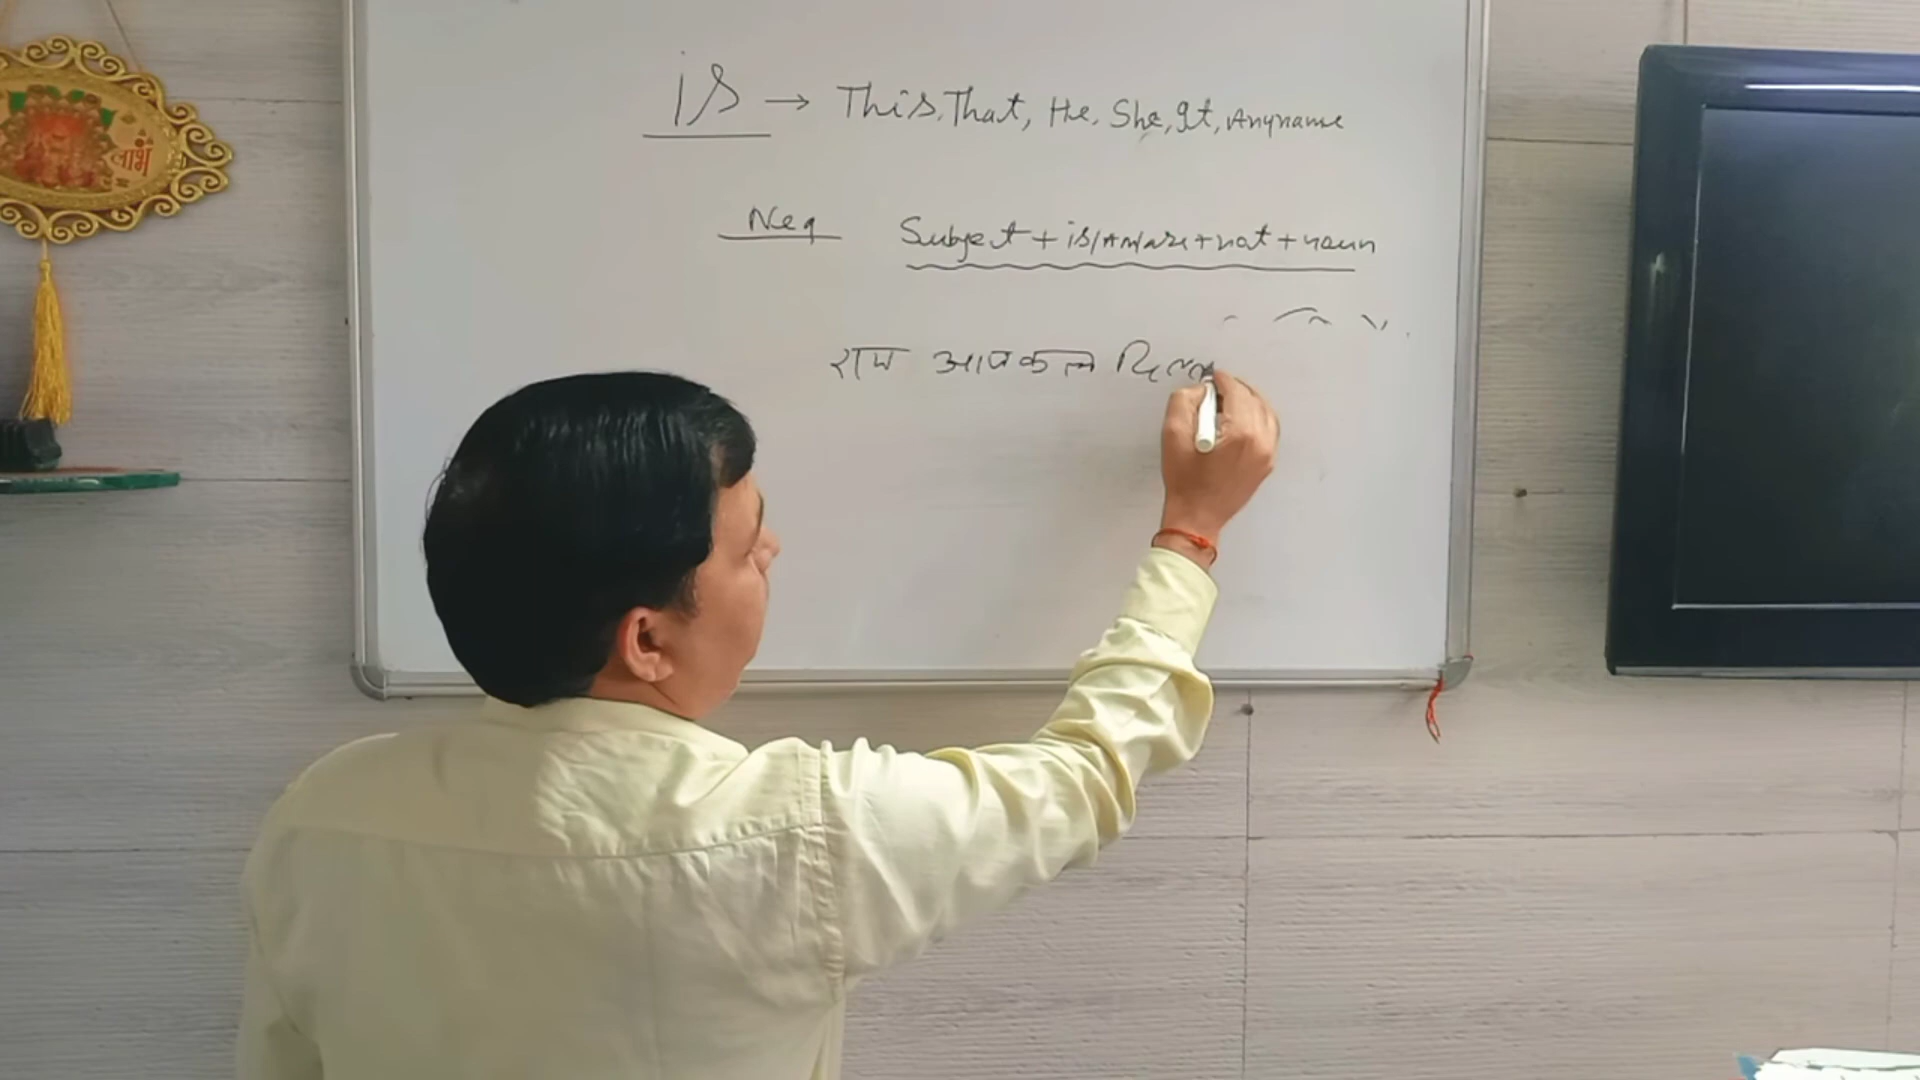 लाभ
is → This, That, He, She, It, Anyname
Neg Subject + is/Am/are + not + noun
राम आजकल